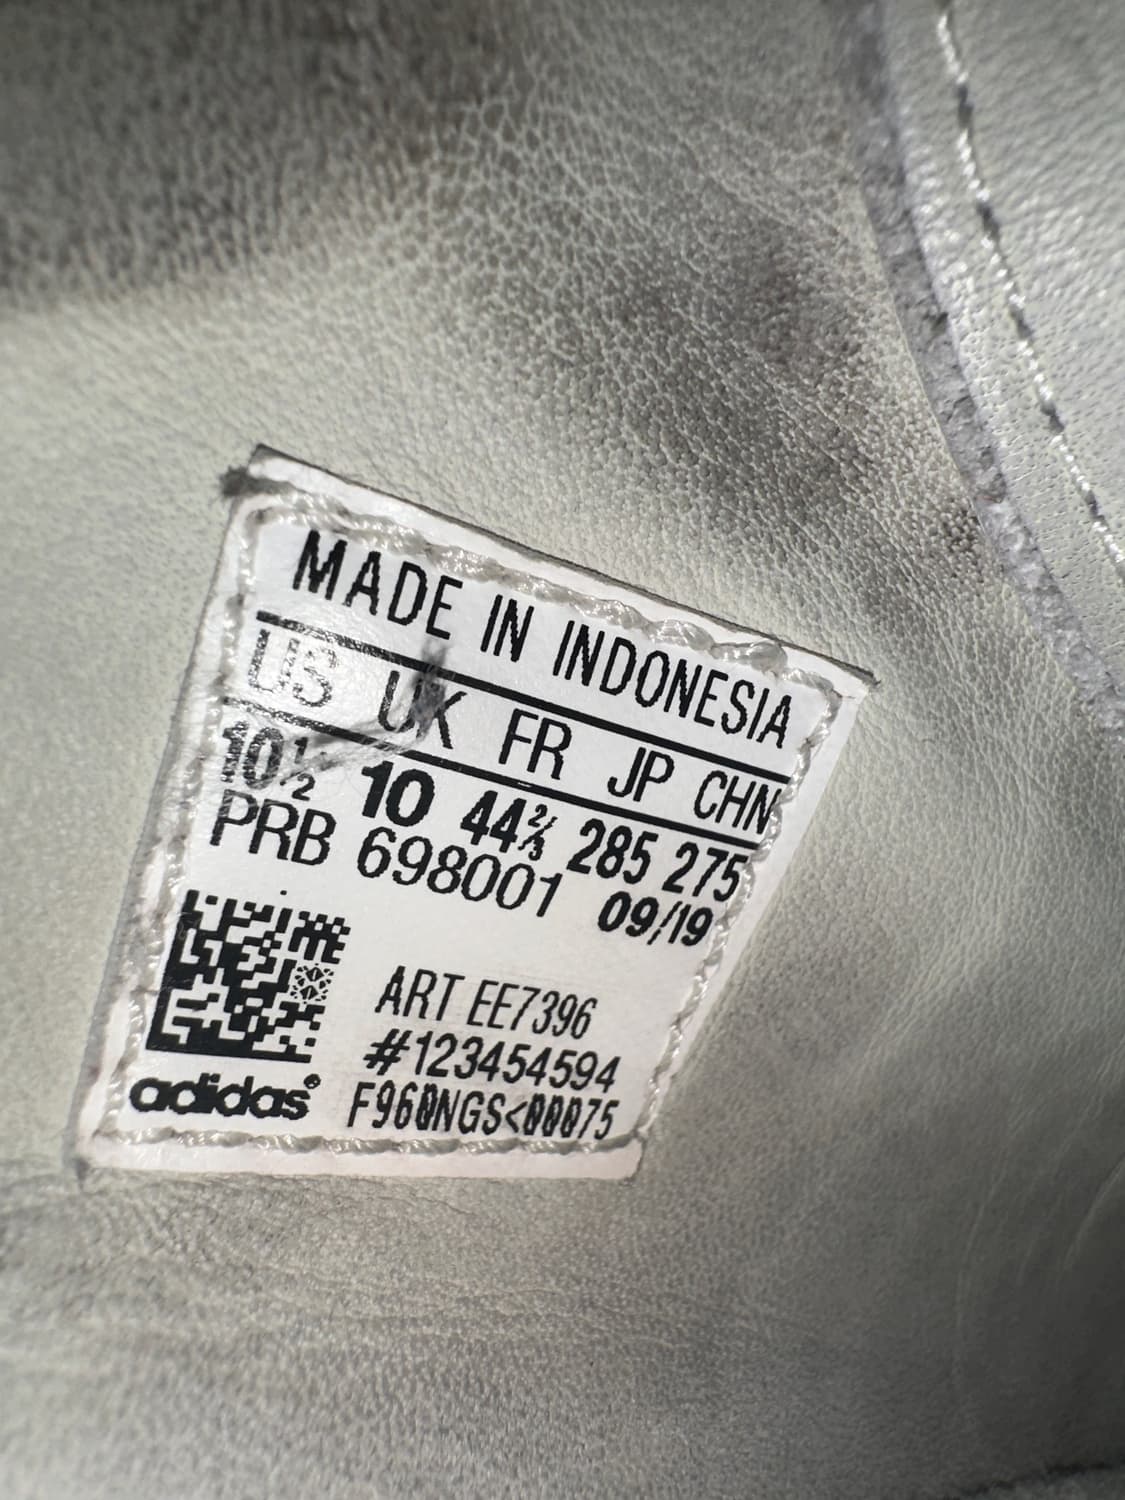 MADE IN INDONESIA
US UK FR JP CHN
10½ 10 44⅔ 285 275
PRB 698001 09/19
ART EE7396
#123454594
F960NGS<00075
adidas®